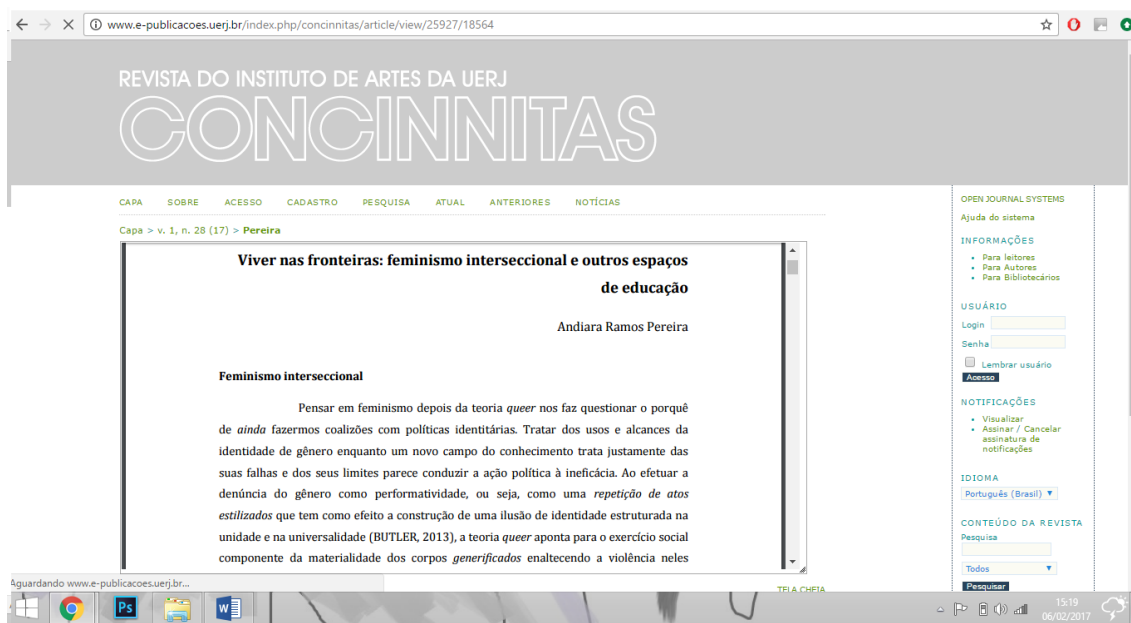 www.e-publicacoes.uerj.br/index.php/concinnitas/article/view/25927/18564
REVISTA DO INSTITUTO DE ARTES DA UERJ
CONCINNITAS
CAPA SOBRE ACESSO CADASTRO PESQUISA ATUAL ANTERIORES NOTÍCIAS
Capa > v. 1, n. 28 (17) > Pereira
Viver nas fronteiras: feminismo interseccional e outros espaços
de educação
Andiara Ramos Pereira
Feminismo interseccional
Pensar em feminismo depois da teoria queer nos faz questionar o porquê
de ainda fazermos coalizões com políticas identitárias. Tratar dos usos e alcances da
identidade de gênero enquanto um novo campo do conhecimento trata justamente das
suas falhas e dos seus limites parece conduzir a ação política à ineficácia. Ao efetuar a
denúncia do gênero como performatividade, ou seja, como uma repetição de atos
estilizados que tem como efeito a construção de uma ilusão de identidade estruturada na
unidade e na universalidade (BUTLER, 2013), a teoria queer aponta para o exercício social
componente da materialidade dos corpos generificados enaltecendo a violência neles
TELA CHEIA
OPEN JOURNAL SYSTEMS
Ajuda do sistema
INFORMAÇÕES
Para leitores
Para Autores
Para Bibliotecários
USUÁRIO
Login
Senha
Lembrar usuário
Acesso
NOTIFICAÇÕES
Visualizar
Assinar / Cancelar
assinatura de
notificações
IDIOMA
Português (Brasil)
CONTEÚDO DA REVISTA
Pesquisa
Todos
Pesquisar
Aguardando www.e-publicacoes.uerj.br...
Ps
W
15:19
06/02/2017